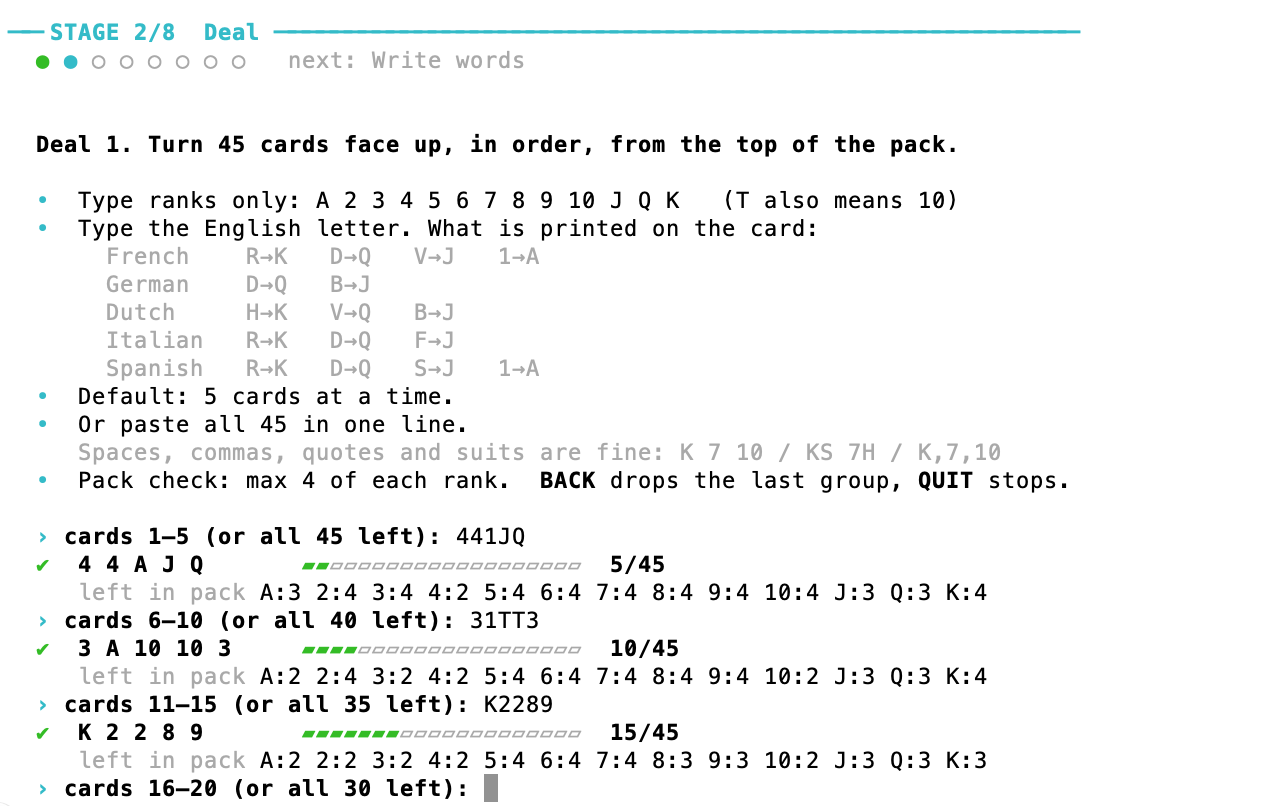 STAGE 2/8 Deal
next: Write words
Deal 1. Turn 45 cards face up, in order, from the top of the pack.
• Type ranks only: A 2 3 4 5 6 7 8 9 10 J Q K (T also means 10)
• Type the English letter. What is printed on the card:
French R→K D→Q V→J 1→A
German D→Q B→J
Dutch H→K V→Q B→J
Italian R→K D→Q F→J
Spanish R→K D→Q S→J 1→A
• Default: 5 cards at a time.
• Or paste all 45 in one line.
Spaces, commas, quotes and suits are fine: K 7 10 / KS 7H / K,7,10
• Pack check: max 4 of each rank. BACK drops the last group, QUIT stops.
› cards 1–5 (or all 45 left): 441JQ
✔ 4 4 A J Q 5/45
left in pack A:3 2:4 3:4 4:2 5:4 6:4 7:4 8:4 9:4 10:4 J:3 Q:3 K:4
› cards 6–10 (or all 40 left): 31TT3
✔ 3 A 10 10 3 10/45
left in pack A:2 2:4 3:2 4:2 5:4 6:4 7:4 8:4 9:4 10:2 J:3 Q:3 K:4
› cards 11–15 (or all 35 left): K2289
✔ K 2 2 8 9 15/45
left in pack A:2 2:2 3:2 4:2 5:4 6:4 7:4 8:3 9:3 10:2 J:3 Q:3 K:3
› cards 16–20 (or all 30 left):